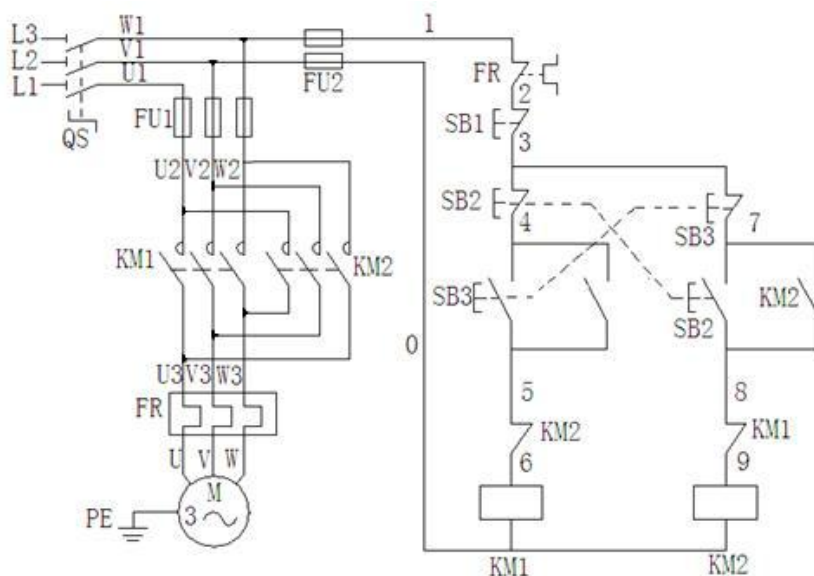 L3 W1 1
L2 V1
L1 U1 FU2 FR
2
FU1 SB1
QS 3
U2 V2 W2
SB2
4 7
SB3
KM1 KM2 SB3 KM2
SB2
0
U3 V3 W3
5 8
FR
KM2 KM1
U V W 6 9
M
PE 3
KM1 KM2